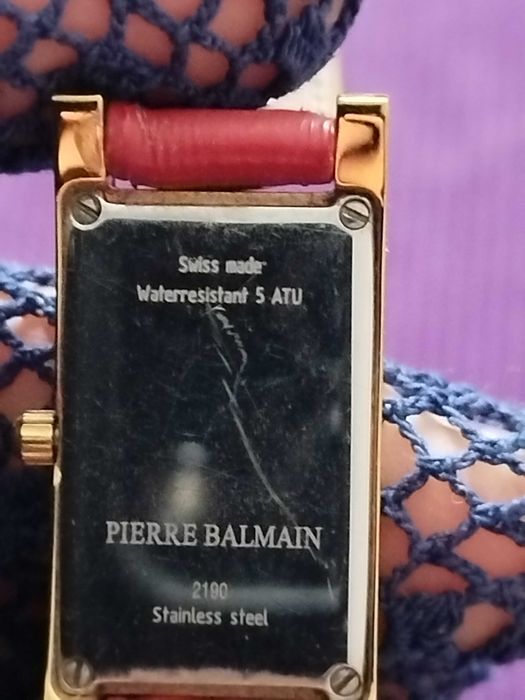 Swiss made
Waterresistant 5 ATU
PIERRE BALMAIN
2190
Stainless steel